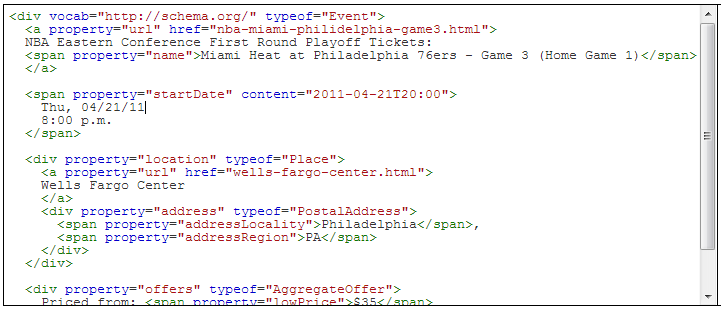 <div vocab="http://schema.org/" typeof="Event">
<a property="url" href="nba-miami-philidelphia-game3.html">
NBA Eastern Conference First Round Playoff Tickets:
<span property="name">Miami Heat at Philadelphia 76ers - Game 3 (Home Game 1)</span>
</a>
<span property="startDate" content="2011-04-21T20:00">
Thu, 04/21/11
8:00 p.m.
</span>
<div property="location" typeof="Place">
<a property="url" href="wells-fargo-center.html">
Wells Fargo Center
</a>
<div property="address" typeof="PostalAddress">
<span property="addressLocality">Philadelphia</span>,
<span property="addressRegion">PA</span>
</div>
</div>
<div property="offers" typeof="AggregateOffer">
Priced from: <span property="lowPrice">$35</span>